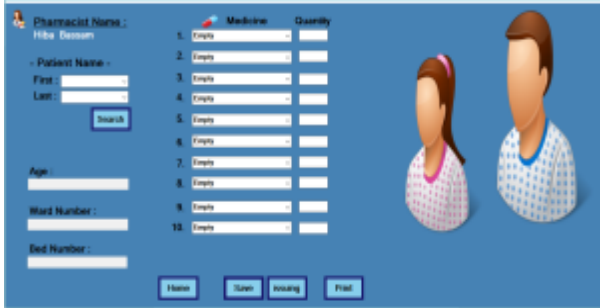 Pharmacist Name :
Hiba Bassam
- Patient Name -
First :
Last :
Search
Age :
Ward Number :
Bed Number :
Medicine Quantity
1. Empty
2. Empty
3. Empty
4. Empty
5. Empty
6. Empty
7. Empty
8. Empty
9. Empty
10. Empty
Home Save Issuing Print